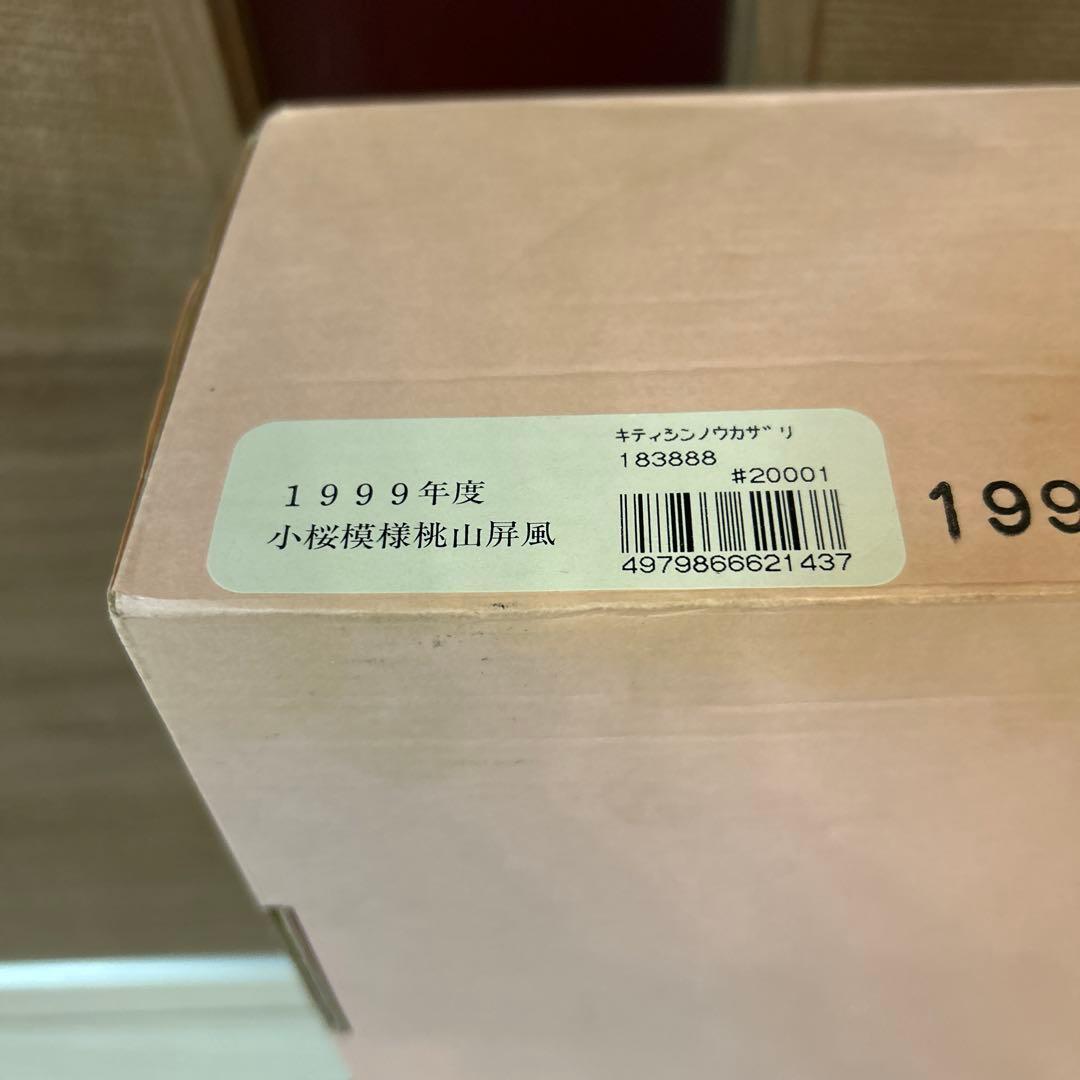 １９９９年度
小桜模様桃山屏風
ｷﾃｨｼﾝﾉｳｶｻﾞﾘ
183888
#20001
4979866621437
199